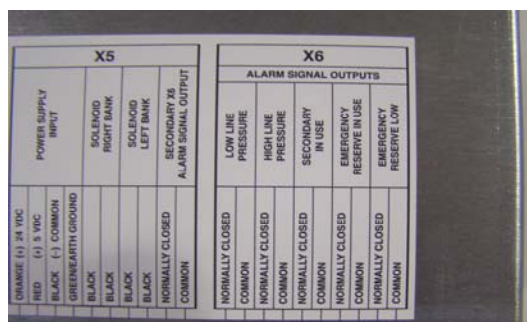 X5
POWER SUPPLY
INPUT
SOLENOID
RIGHT BANK
SOLENOID
LEFT BANK
SECONDARY X6
ALARM SIGNAL OUTPUT
ORANGE (+) 24 VDC
RED (+) 5 VDC
BLACK (-) COMMON
GREEN/EARTH GROUND
BLACK
BLACK
BLACK
BLACK
NORMALLY CLOSED
COMMON
X6
ALARM SIGNAL OUTPUTS
LOW LINE
PRESSURE
HIGH LINE
PRESSURE
SECONDARY
IN USE
EMERGENCY
RESERVE IN USE
EMERGENCY
RESERVE LOW
NORMALLY CLOSED
COMMON
NORMALLY CLOSED
COMMON
NORMALLY CLOSED
COMMON
NORMALLY CLOSED
COMMON
NORMALLY CLOSED
COMMON